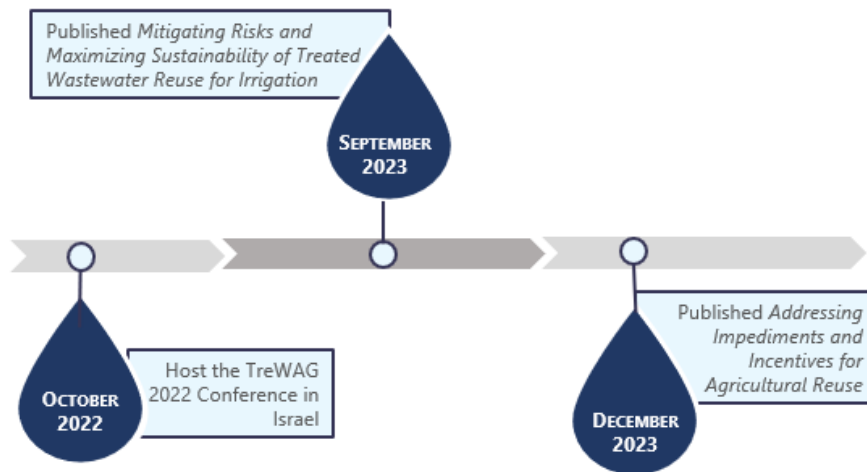 Published Mitigating Risks and
Maximizing Sustainability of Treated
Wastewater Reuse for Irrigation
SEPTEMBER
2023
OCTOBER
2022
Host the TreWAG
2022 Conference in
Israel
DECEMBER
2023
Published Addressing
Impediments and
Incentives for
Agricultural Reuse